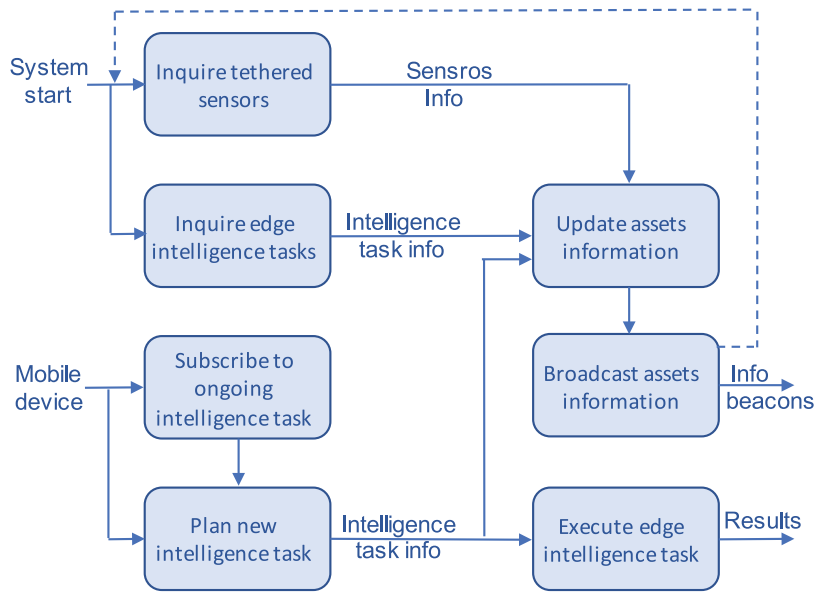 System
start
Inquire tethered
sensors
Sensros
Info
Inquire edge
intelligence tasks
Intelligence
task info
Update assets
information
Mobile
device
Subscribe to
ongoing
intelligence task
Broadcast assets
information
Info
beacons
Plan new
intelligence task
Intelligence
task info
Execute edge
intelligence task
Results